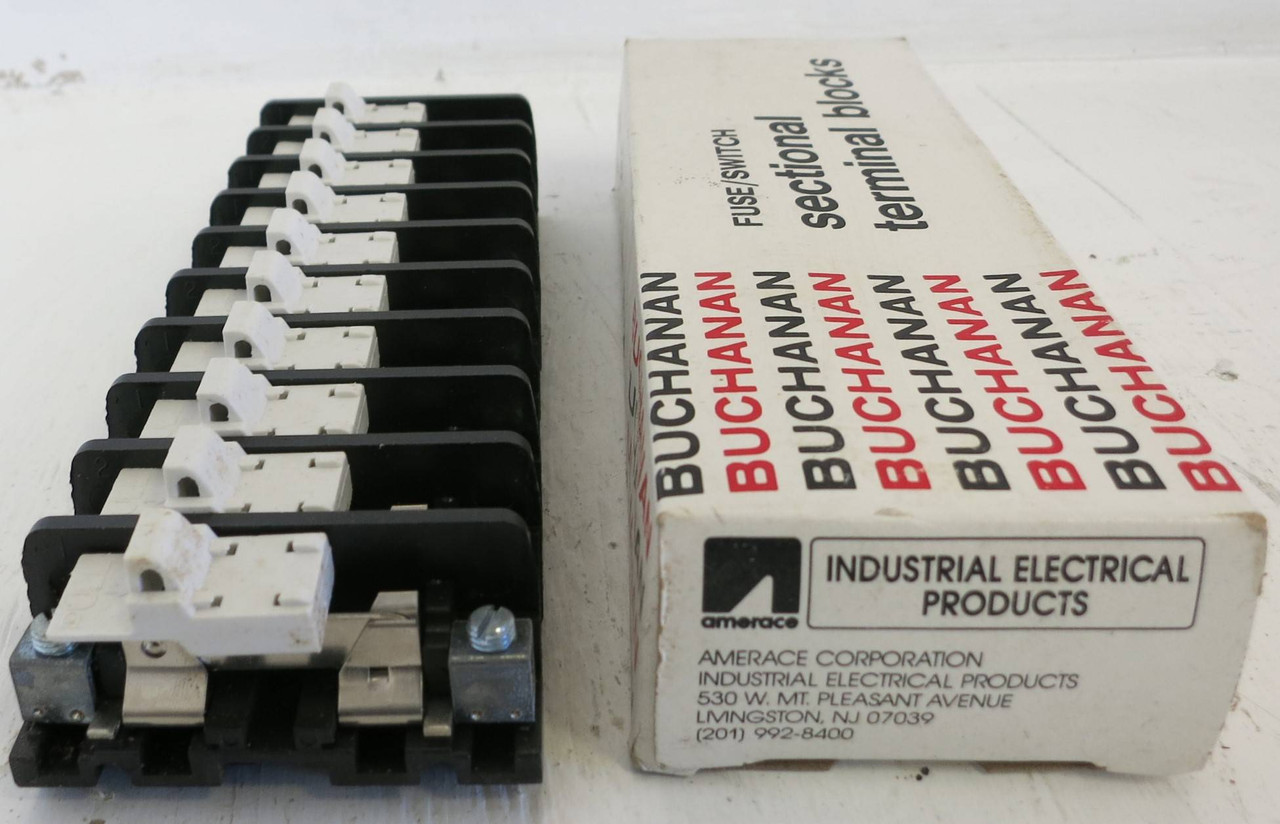 FUSE/SWITCH
sectional
terminal blocks
BUCHANAN
BUCHANAN
BUCHANAN
BUCHANAN
BUCHANAN
BUCHANAN
BUCHANAN
BUCHANAN
amerace
INDUSTRIAL ELECTRICAL
PRODUCTS
AMERACE CORPORATION
INDUSTRIAL ELECTRICAL PRODUCTS
530 W. MT. PLEASANT AVENUE
LIVINGSTON, NJ 07039
(201) 992-8400